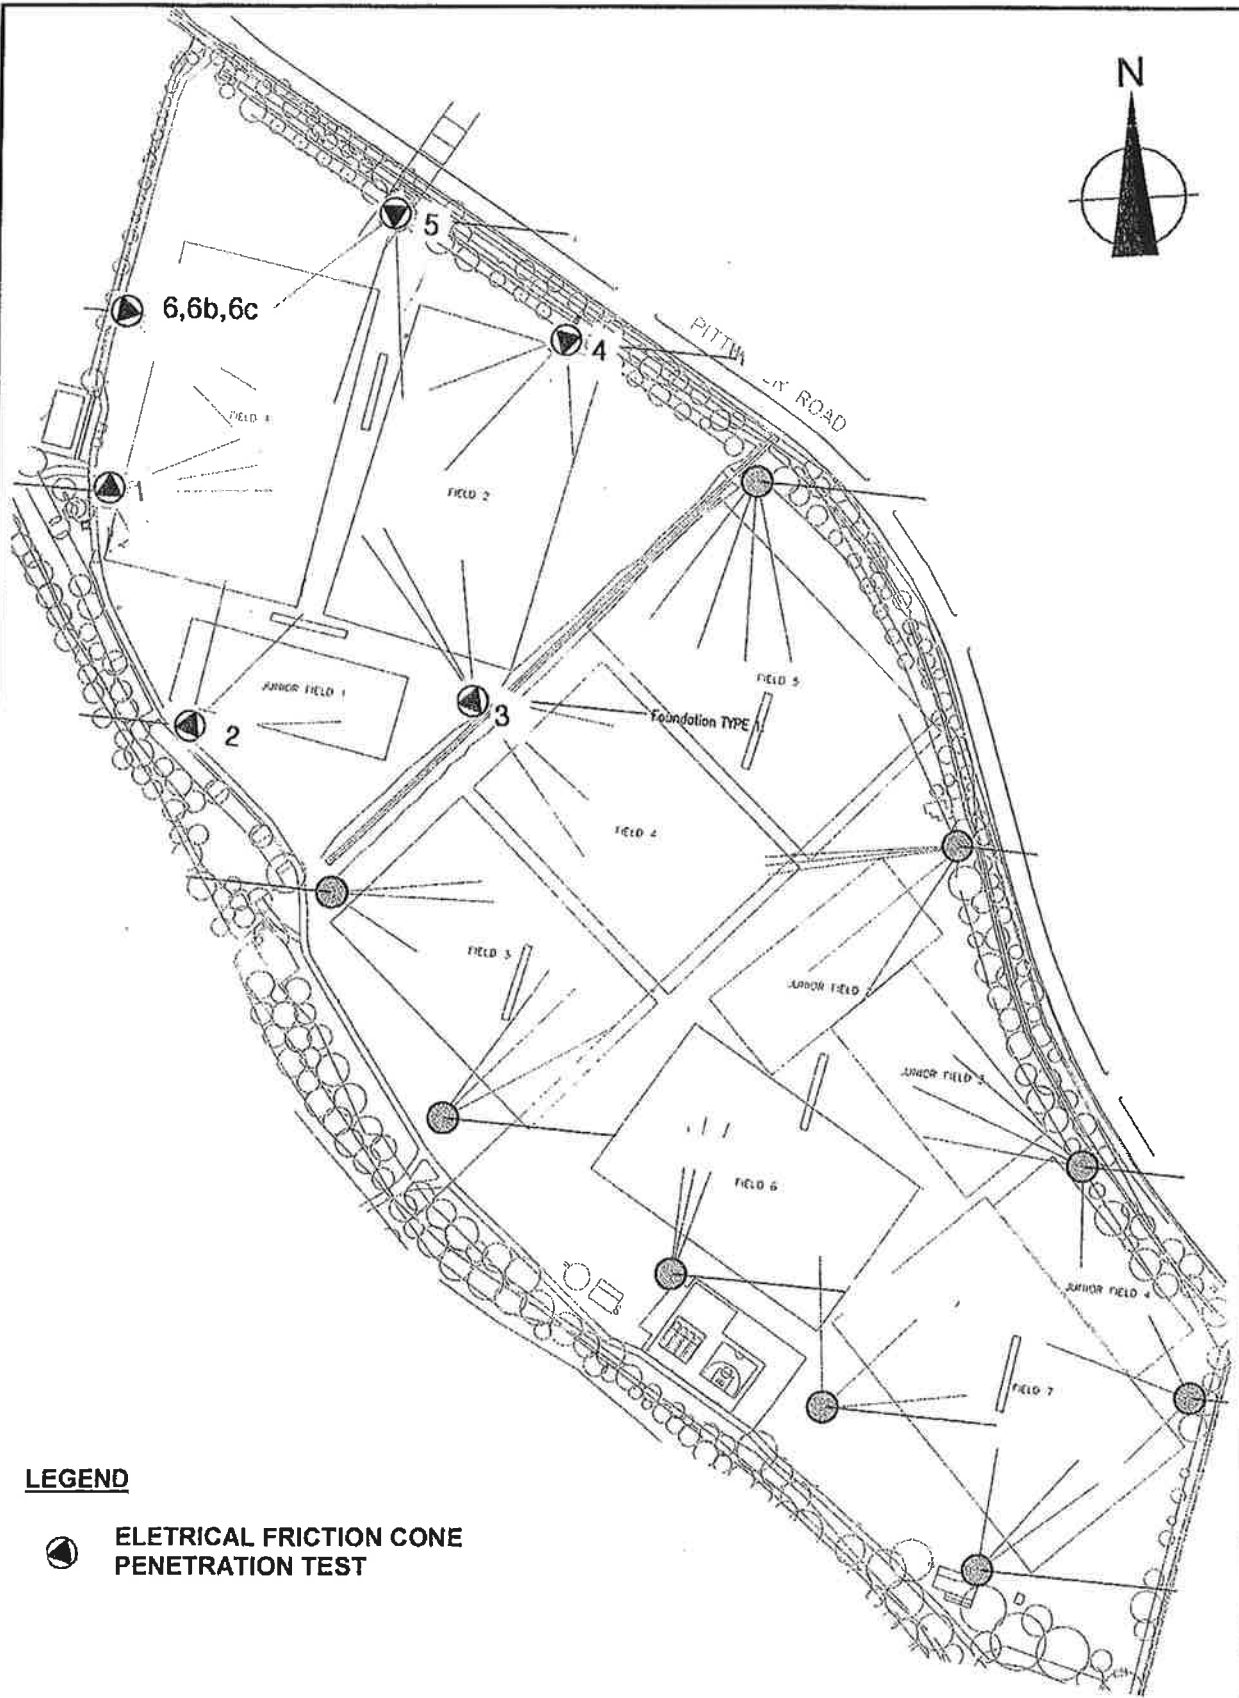 N
5
6,6b,6c
4
ROAD
FIELD 2
1
JUNIOR FIELD 1
FIELD 5
2
3
Foundation TYPE 1
FIELD 4
FIELD 3
JUNIOR FIELD
JUNIOR FIELD 3
FIELD 6
JUNIOR FIELD 4
FIELD 7
LEGEND
ELETRICAL FRICTION CONE
PENETRATION TEST